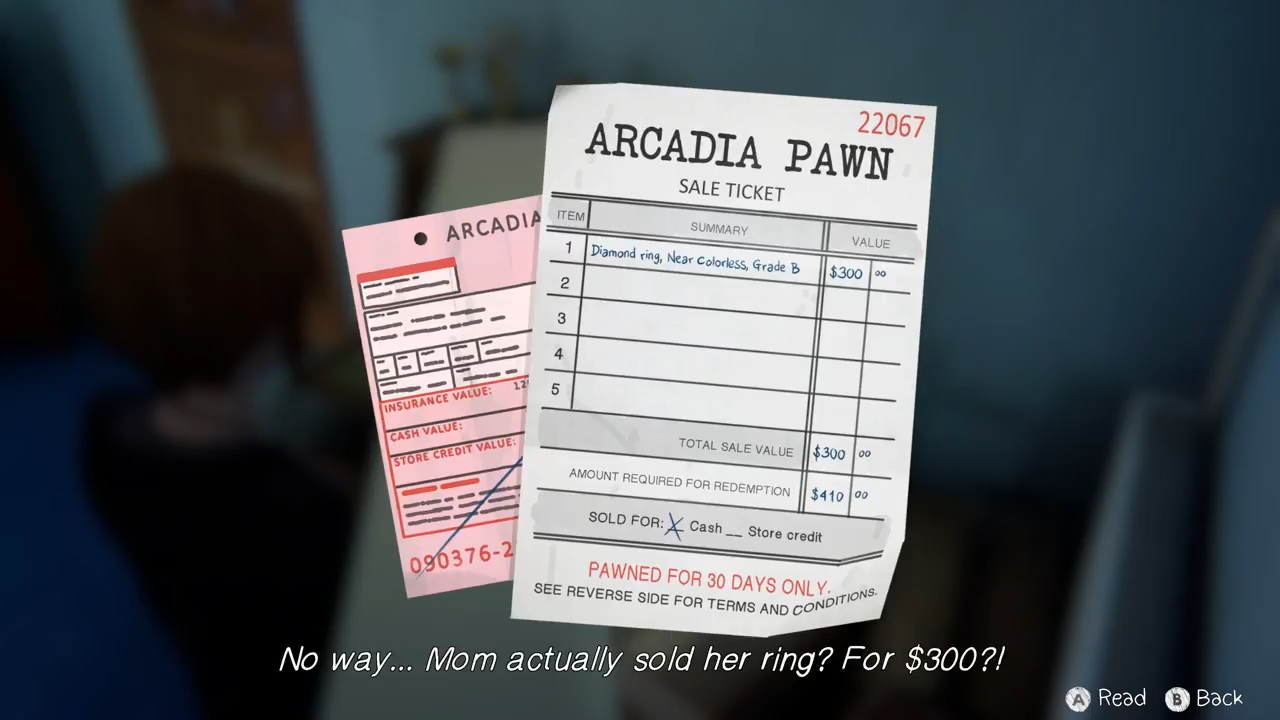 22067
ARCADIA PAWN
SALE TICKET
ITEM SUMMARY VALUE
1 Diamond ring, Near Colorless, Grade B $300 00
2
3
4
5
TOTAL SALE VALUE $300 00
AMOUNT REQUIRED FOR REDEMPTION $410 00
SOLD FOR: X Cash __ Store credit
PAWNED FOR 30 DAYS ONLY.
SEE REVERSE SIDE FOR TERMS AND CONDITIONS.
ARCADIA
INSURANCE VALUE:
CASH VALUE:
STORE CREDIT VALUE:
090376-2
No way... Mom actually sold her ring? For $300?!
A Read B Back